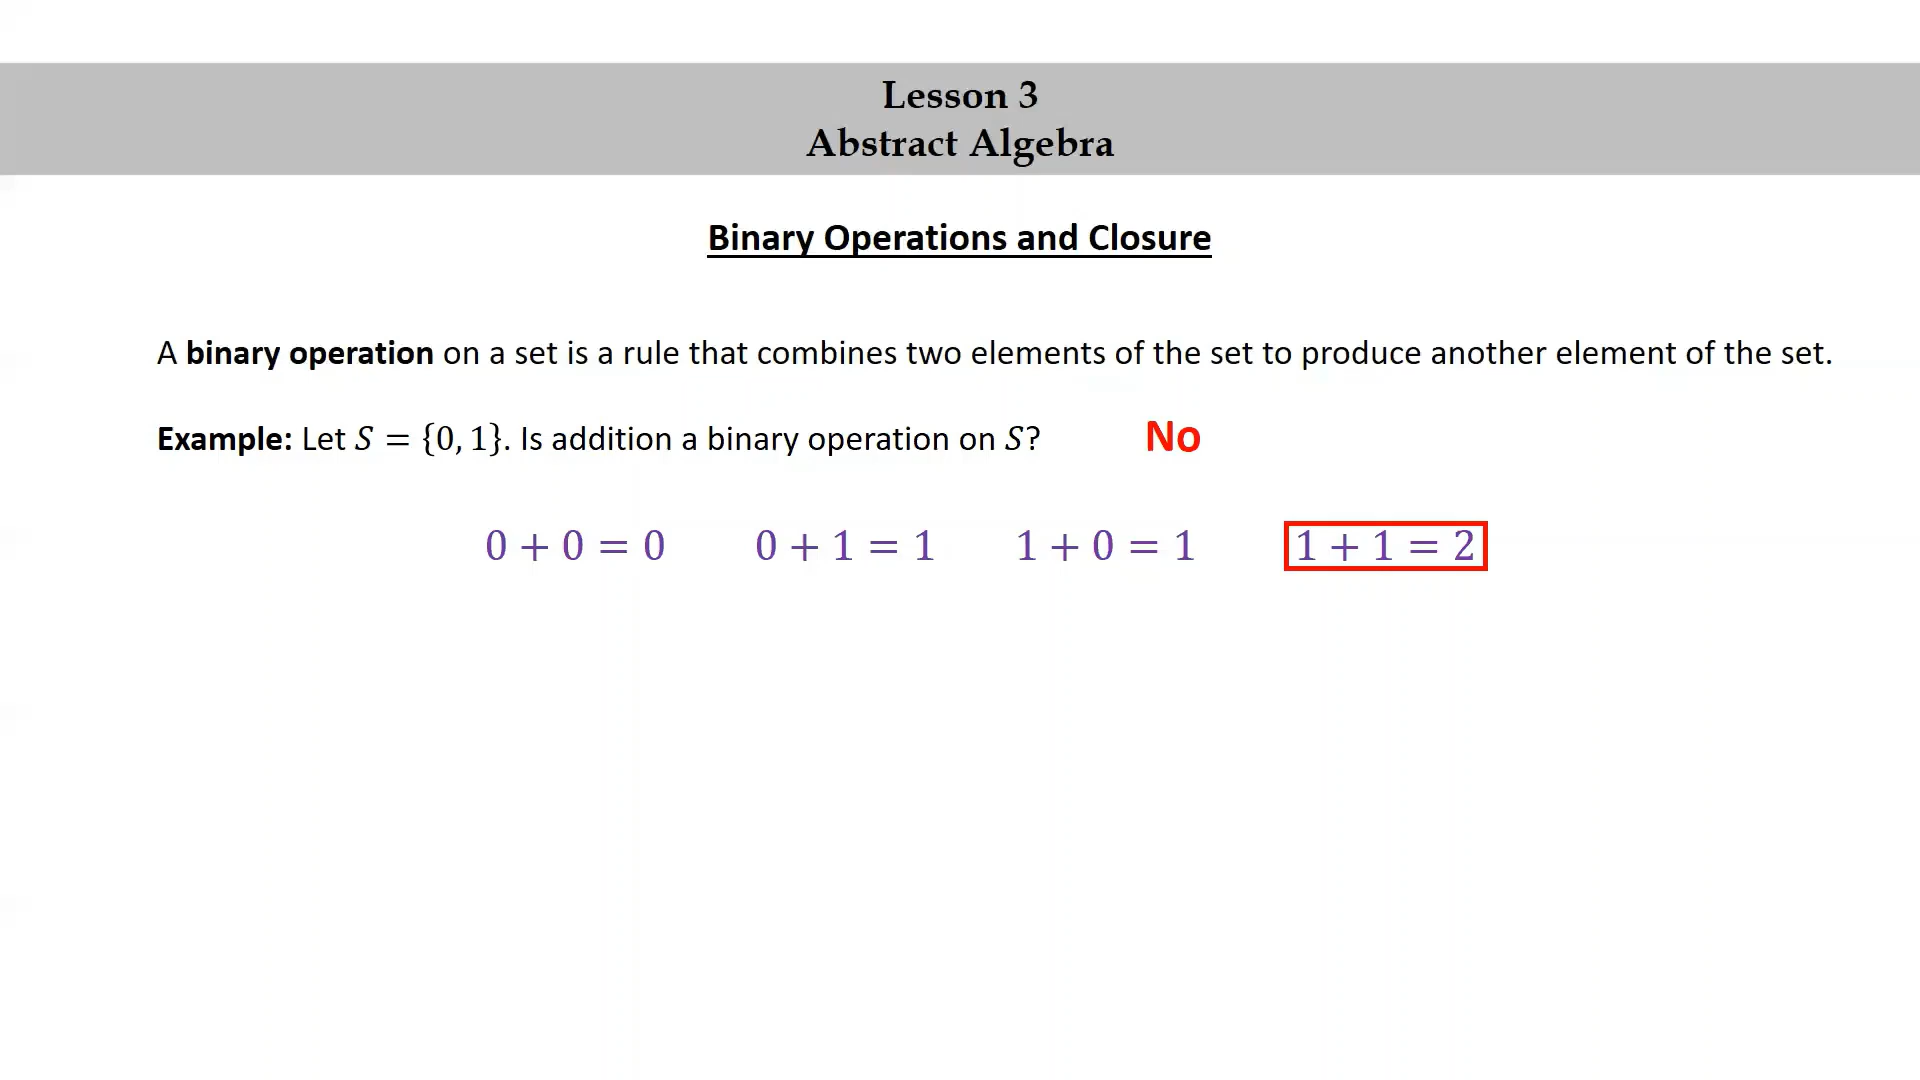 Lesson 3
Abstract Algebra
Binary Operations and Closure
A binary operation on a set is a rule that combines two elements of the set to produce another element of the set.
Example: Let 𝑆 = {0, 1}. Is addition a binary operation on 𝑆? No
0 + 0 = 0 0 + 1 = 1 1 + 0 = 1 1 + 1 = 2